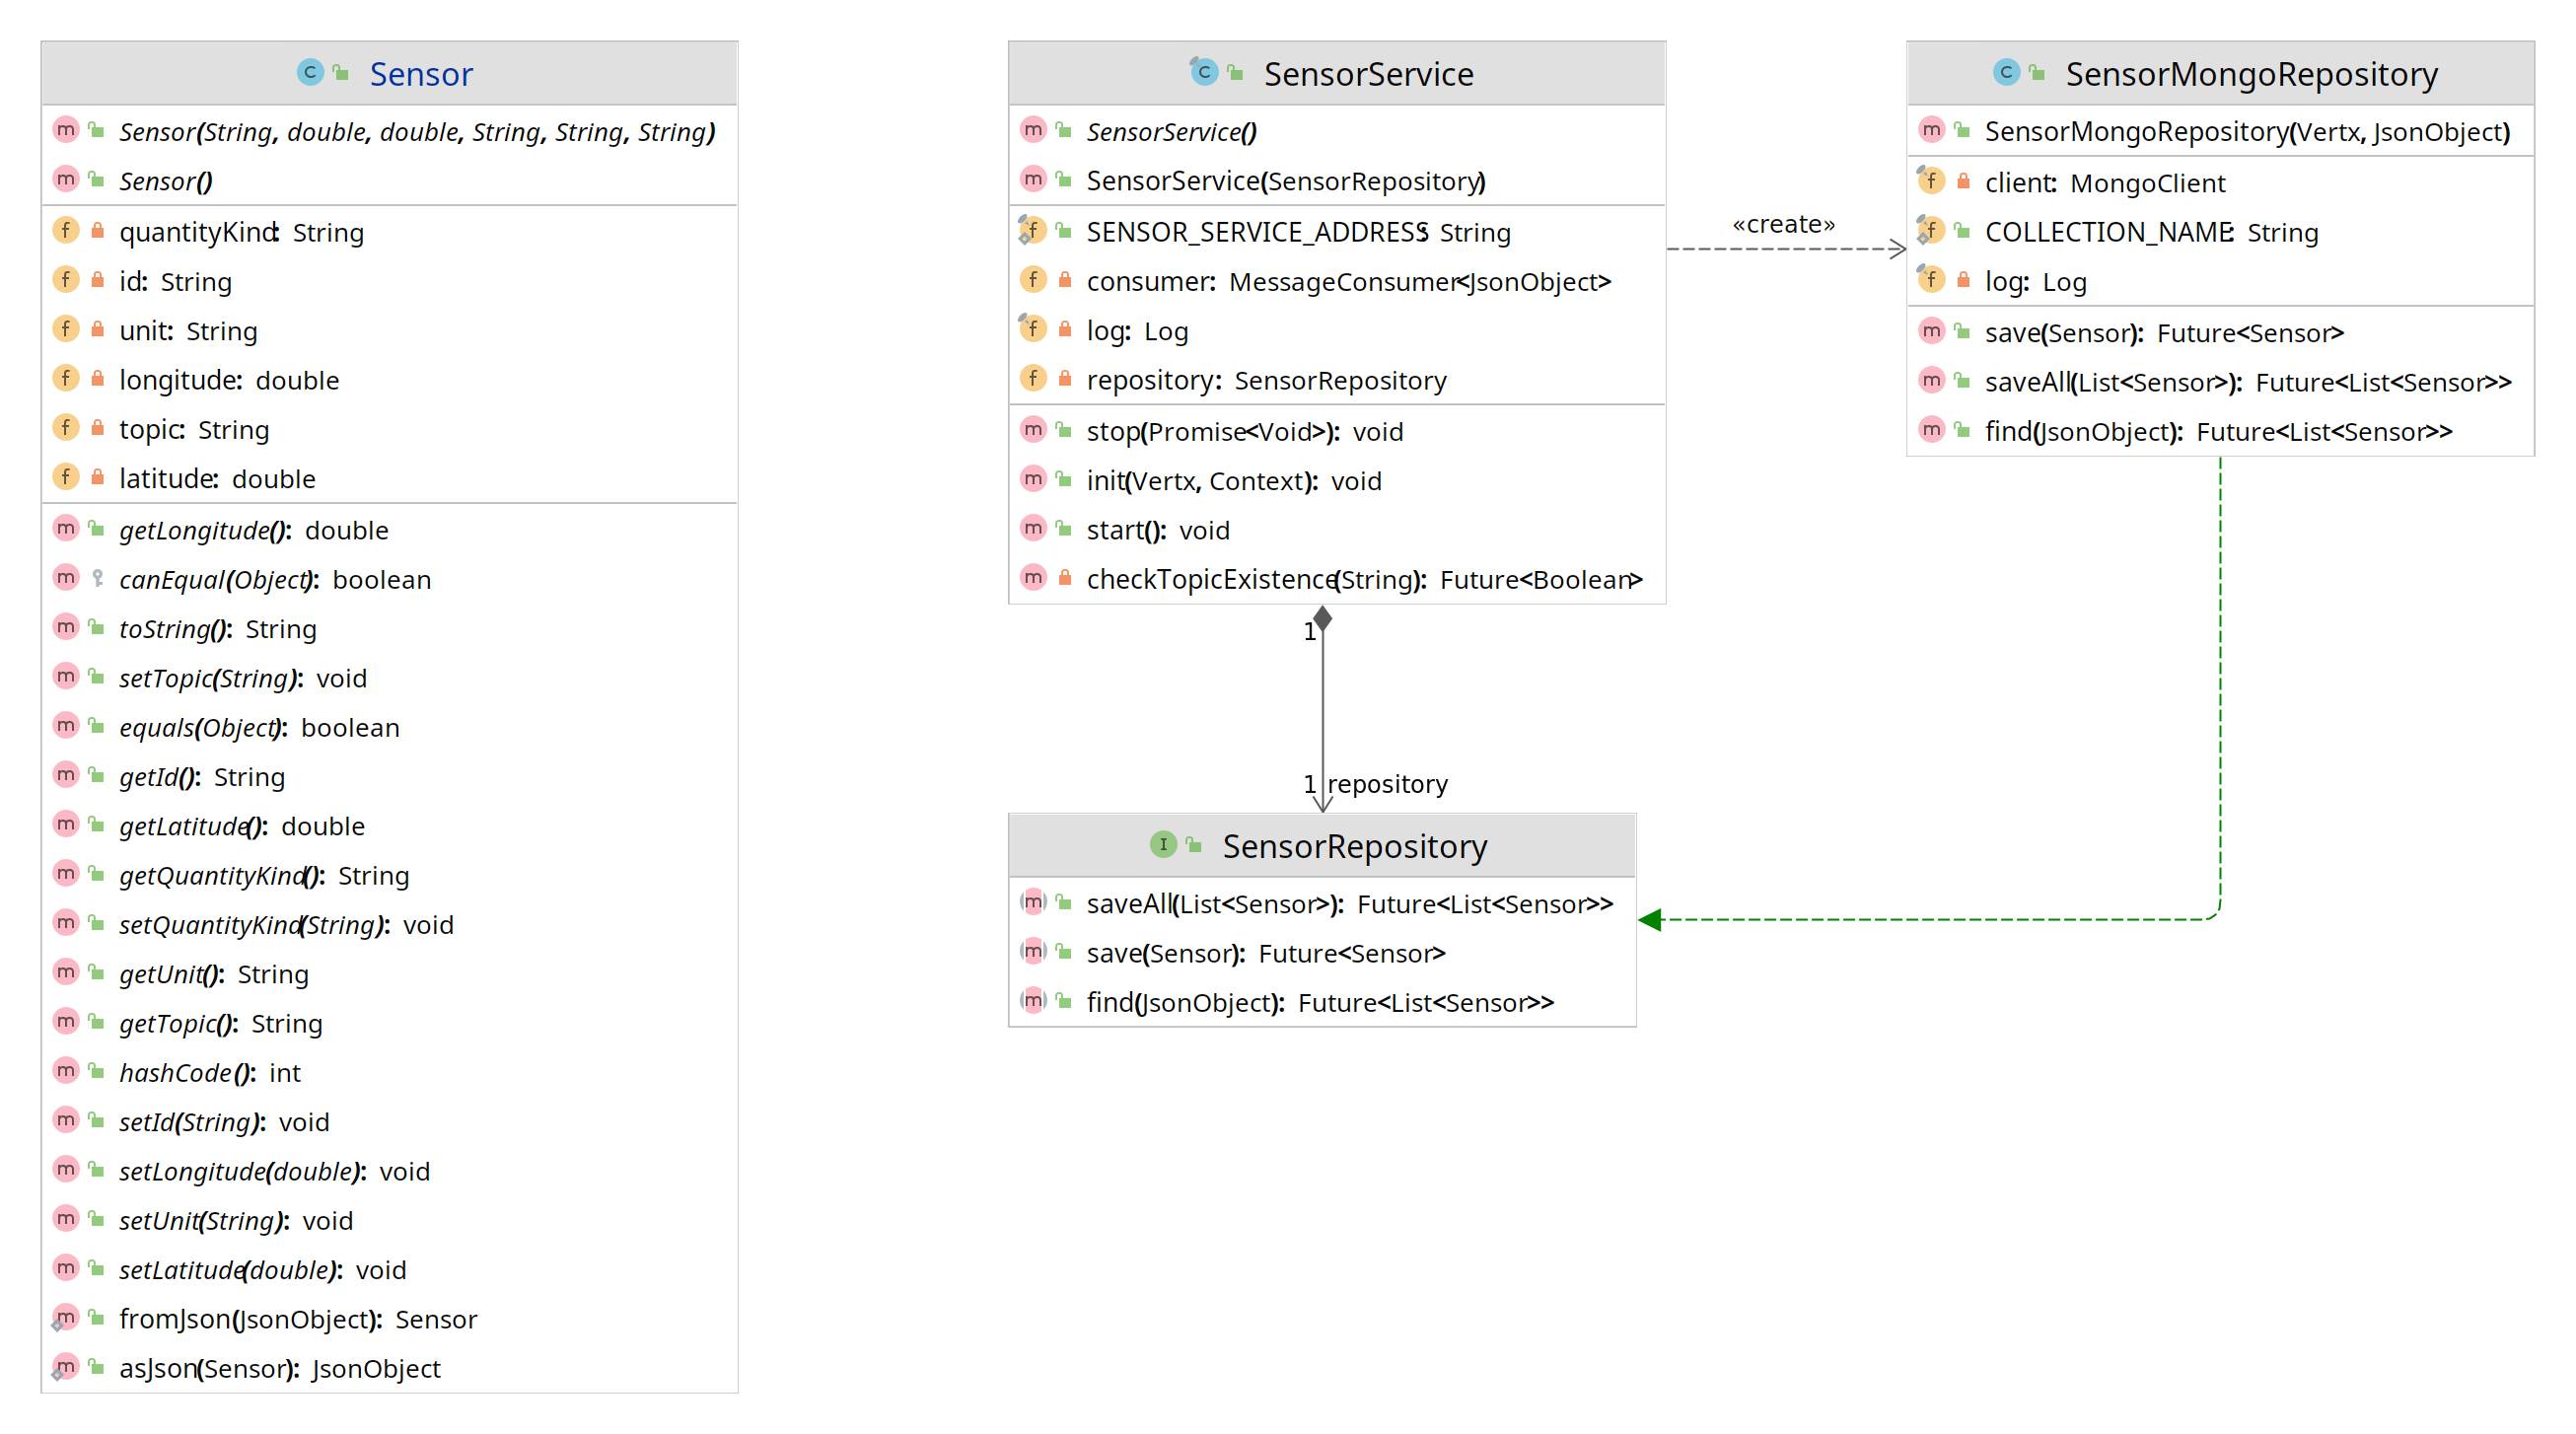 Sensor
Sensor(String, double, double, String, String, String)
Sensor()
quantityKind: String
id: String
unit: String
longitude: double
topic: String
latitude: double
getLongitude(): double
canEqual(Object): boolean
toString(): String
setTopic(String): void
equals(Object): boolean
getId(): String
getLatitude(): double
getQuantityKind(): String
setQuantityKind(String): void
getUnit(): String
getTopic(): String
hashCode(): int
setId(String): void
setLongitude(double): void
setUnit(String): void
setLatitude(double): void
fromJson(JsonObject): Sensor
asJson(Sensor): JsonObject
SensorService
SensorService()
SensorService(SensorRepository)
SENSOR_SERVICE_ADDRESS: String
consumer: MessageConsumer<JsonObject>
log: Log
repository: SensorRepository
stop(Promise<Void>): void
init(Vertx, Context): void
start(): void
checkTopicExistence(String): Future<Boolean>
«create»
SensorMongoRepository
SensorMongoRepository(Vertx, JsonObject)
client: MongoClient
COLLECTION_NAME: String
log: Log
save(Sensor): Future<Sensor>
saveAll(List<Sensor>): Future<List<Sensor>>
find(JsonObject): Future<List<Sensor>>
1
1 repository
SensorRepository
saveAll(List<Sensor>): Future<List<Sensor>>
save(Sensor): Future<Sensor>
find(JsonObject): Future<List<Sensor>>